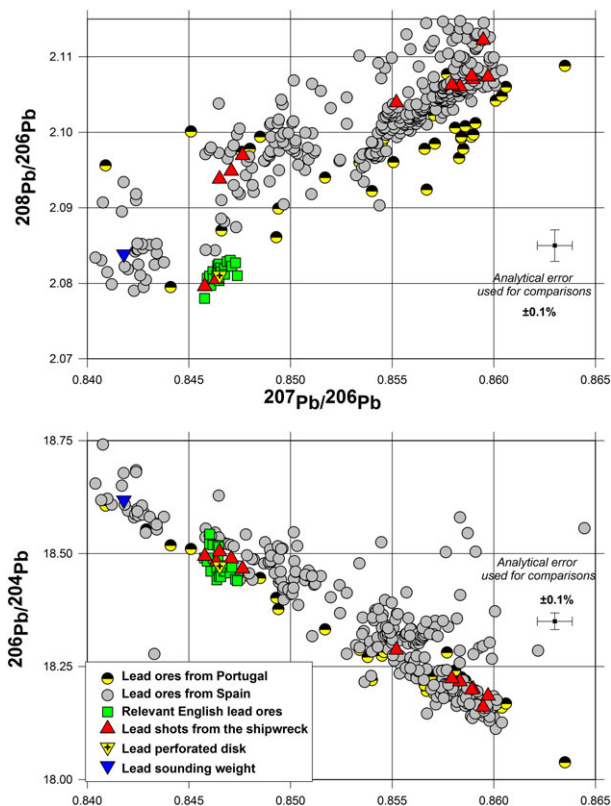 2.11
2.10
2.09
2.08
2.07
208Pb/206Pb
Analytical error
used for comparisons
±0.1%
0.840 0.845 0.850 0.855 0.860 0.865
207Pb/206Pb
18.75
18.50
18.25
18.00
206Pb/204Pb
Analytical error
used for comparisons
±0.1%
Lead ores from Portugal
Lead ores from Spain
Relevant English lead ores
Lead shots from the shipwreck
Lead perforated disk
Lead sounding weight
0.840 0.845 0.850 0.855 0.860 0.865